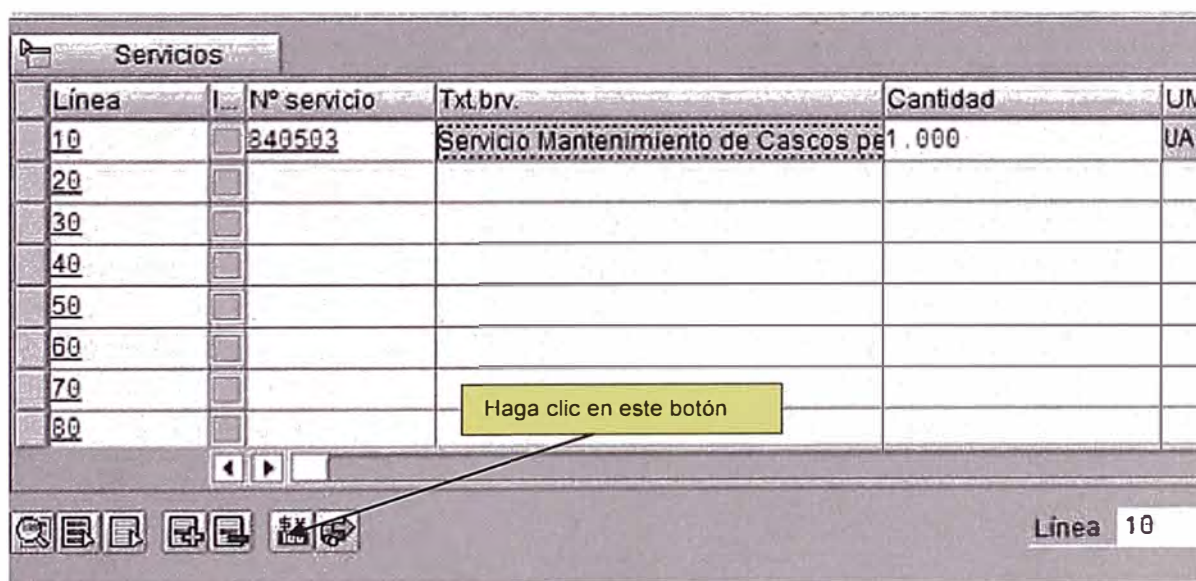 Servicios
Línea I... Nº servicio Txt.brv. Cantidad UM
10 840503 Servicio Mantenimiento de Cascos pe 1.000 UA
20
30
40
50
60
70
80
Haga clic en este botón
Línea 10